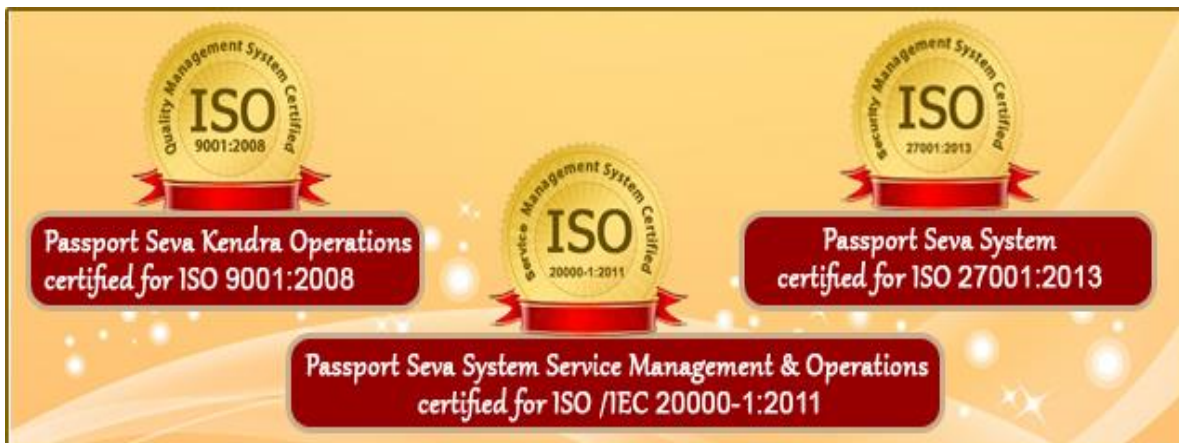 Quality Management System Certified
ISO
9001:2008
Passport Seva Kendra Operations
certified for ISO 9001:2008
Service Management System Certified
ISO
20000-1:2011
Passport Seva System Service Management & Operations
certified for ISO /IEC 20000-1:2011
Security Management System Certified
ISO
27001:2013
Passport Seva System
certified for ISO 27001:2013